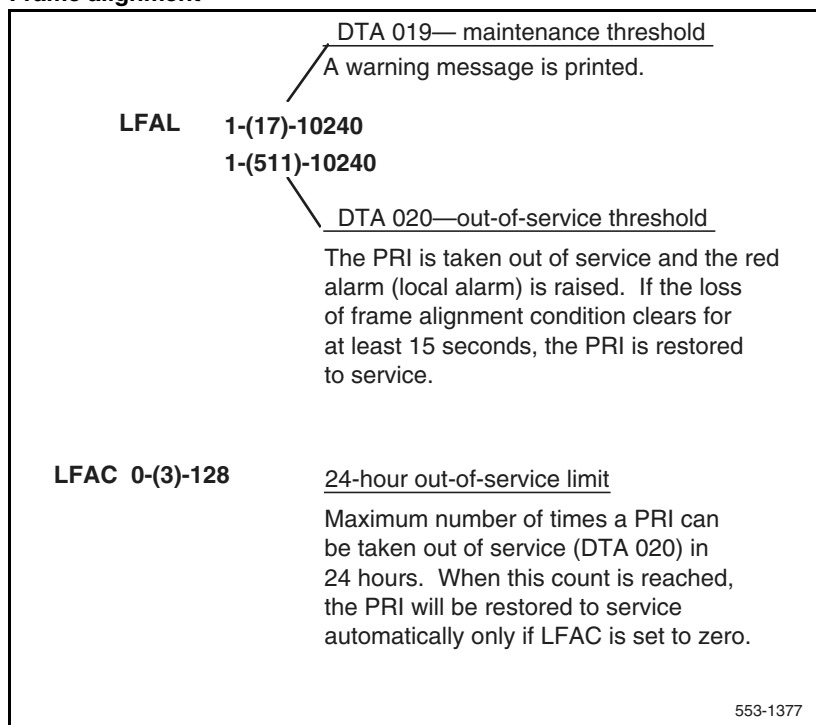 DTA 019— maintenance threshold
A warning message is printed.
LFAL 1-(17)-10240
1-(511)-10240
DTA 020—out-of-service threshold
The PRI is taken out of service and the red
alarm (local alarm) is raised. If the loss
of frame alignment condition clears for
at least 15 seconds, the PRI is restored
to service.
LFAC 0-(3)-128 24-hour out-of-service limit
Maximum number of times a PRI can
be taken out of service (DTA 020) in
24 hours. When this count is reached,
the PRI will be restored to service
automatically only if LFAC is set to zero.
553-1377